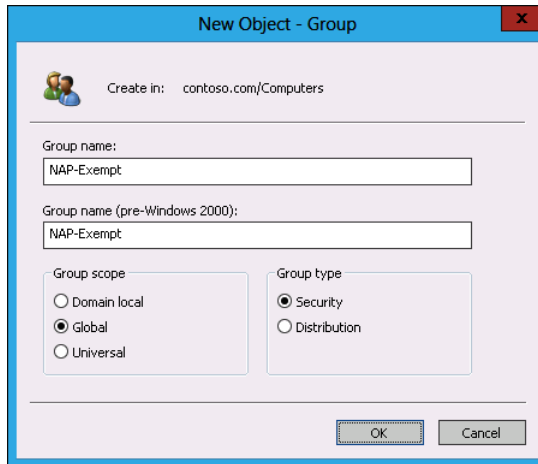 New Object - Group
x
Create in: contoso.com/Computers
Group name:
NAP-Exempt
Group name (pre-Windows 2000):
NAP-Exempt
Group scope
Domain local
Global
Universal
Group type
Security
Distribution
OK
Cancel